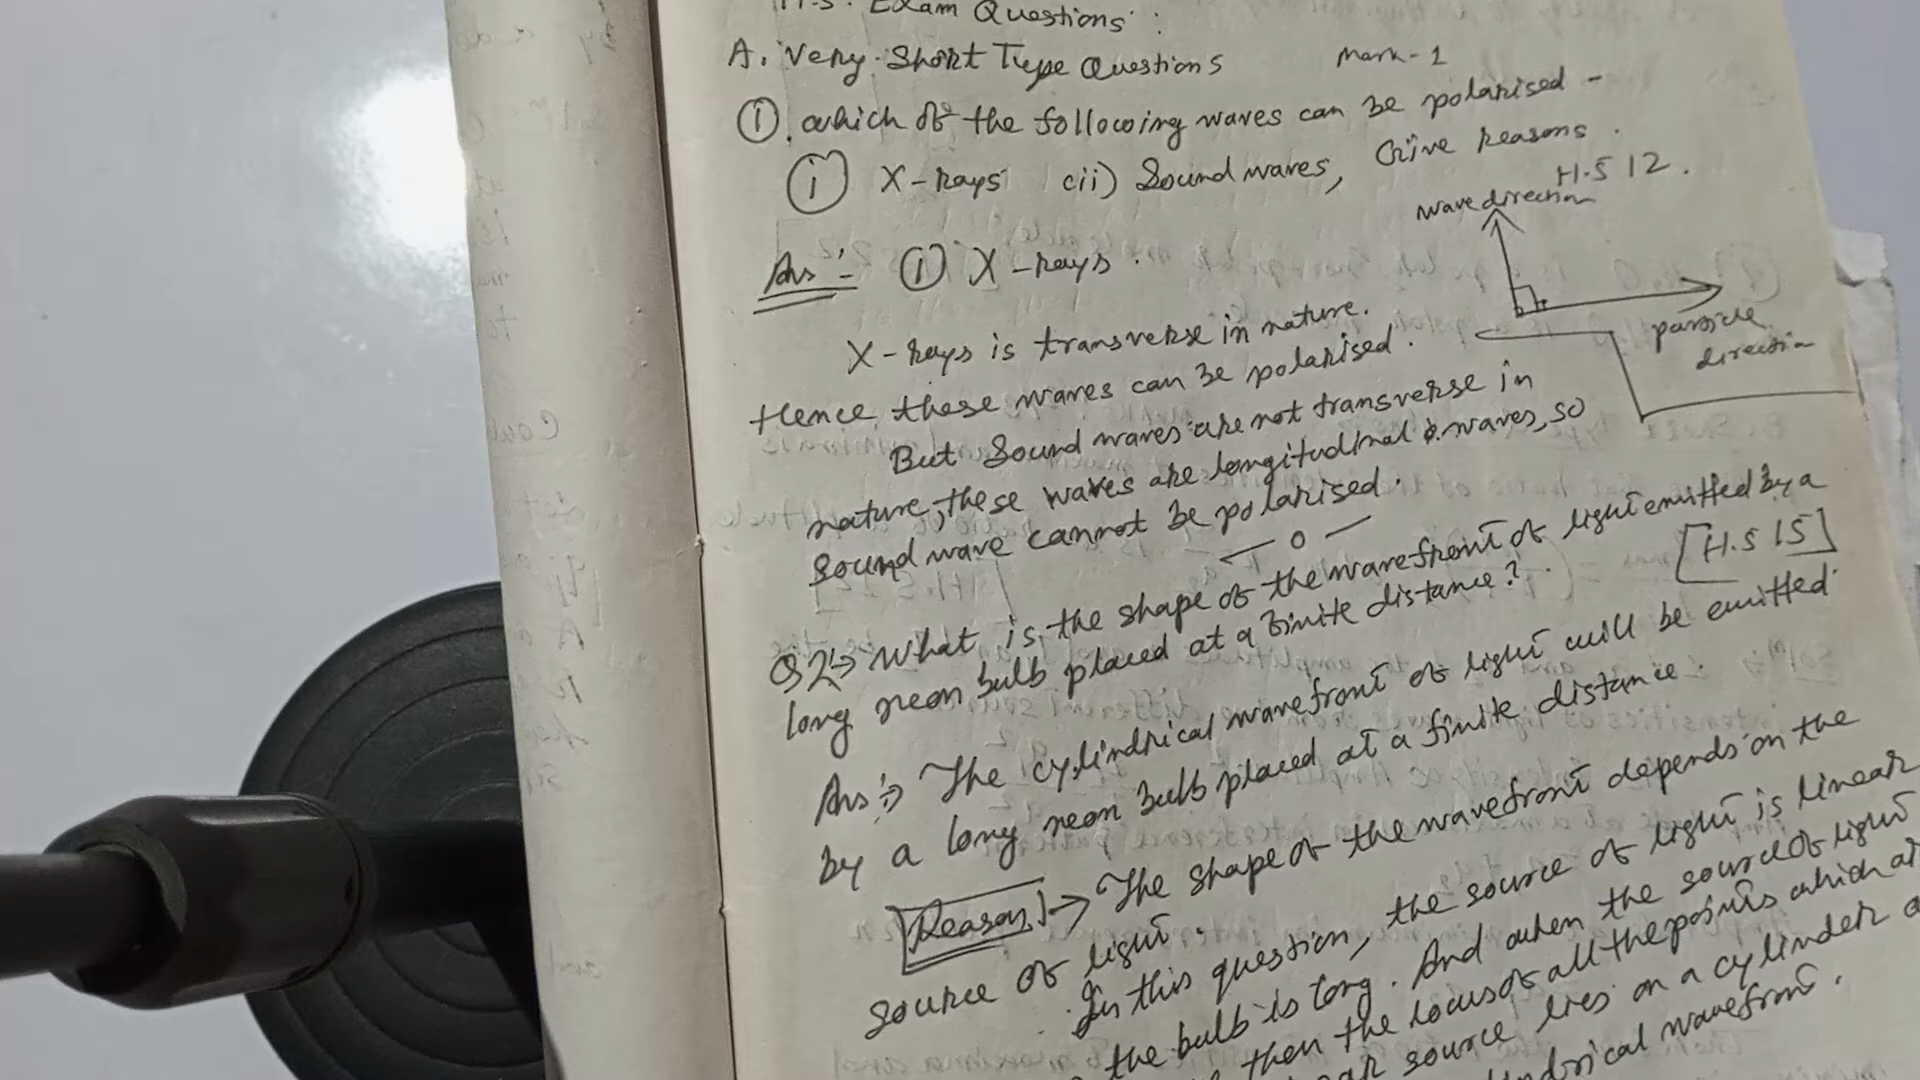 H.S. Exam Questions :
A. Very Short Type Questions Mark - 1
① which of the following waves can be polarised -
ⓘ X-rays (ii) Sound waves, Give reasons.
H.S 12.
wave direction
Ans :- ① X-rays.
particle
direction
X-rays is transverse in nature.
Hence these waves can be polarised.
But Sound waves are not transverse in
nature, these waves are longitudinal waves, so
Sound wave cannot be polarised.
— 0 —
Q2→ What is the shape of the wavefront of light emitted by a
long neon bulb placed at a finite distance?
[H.S 15]
Ans :→ The cylindrical wavefront of light will be emitted
by a long neon bulb placed at a finite distance.
Reason → The shape of the wavefront depends on the
source of light.
In this question, the source of light is linear
the bulb is long. And when the source of light
then the locus of all the points which at
source lies on a cylinder
wavefront.